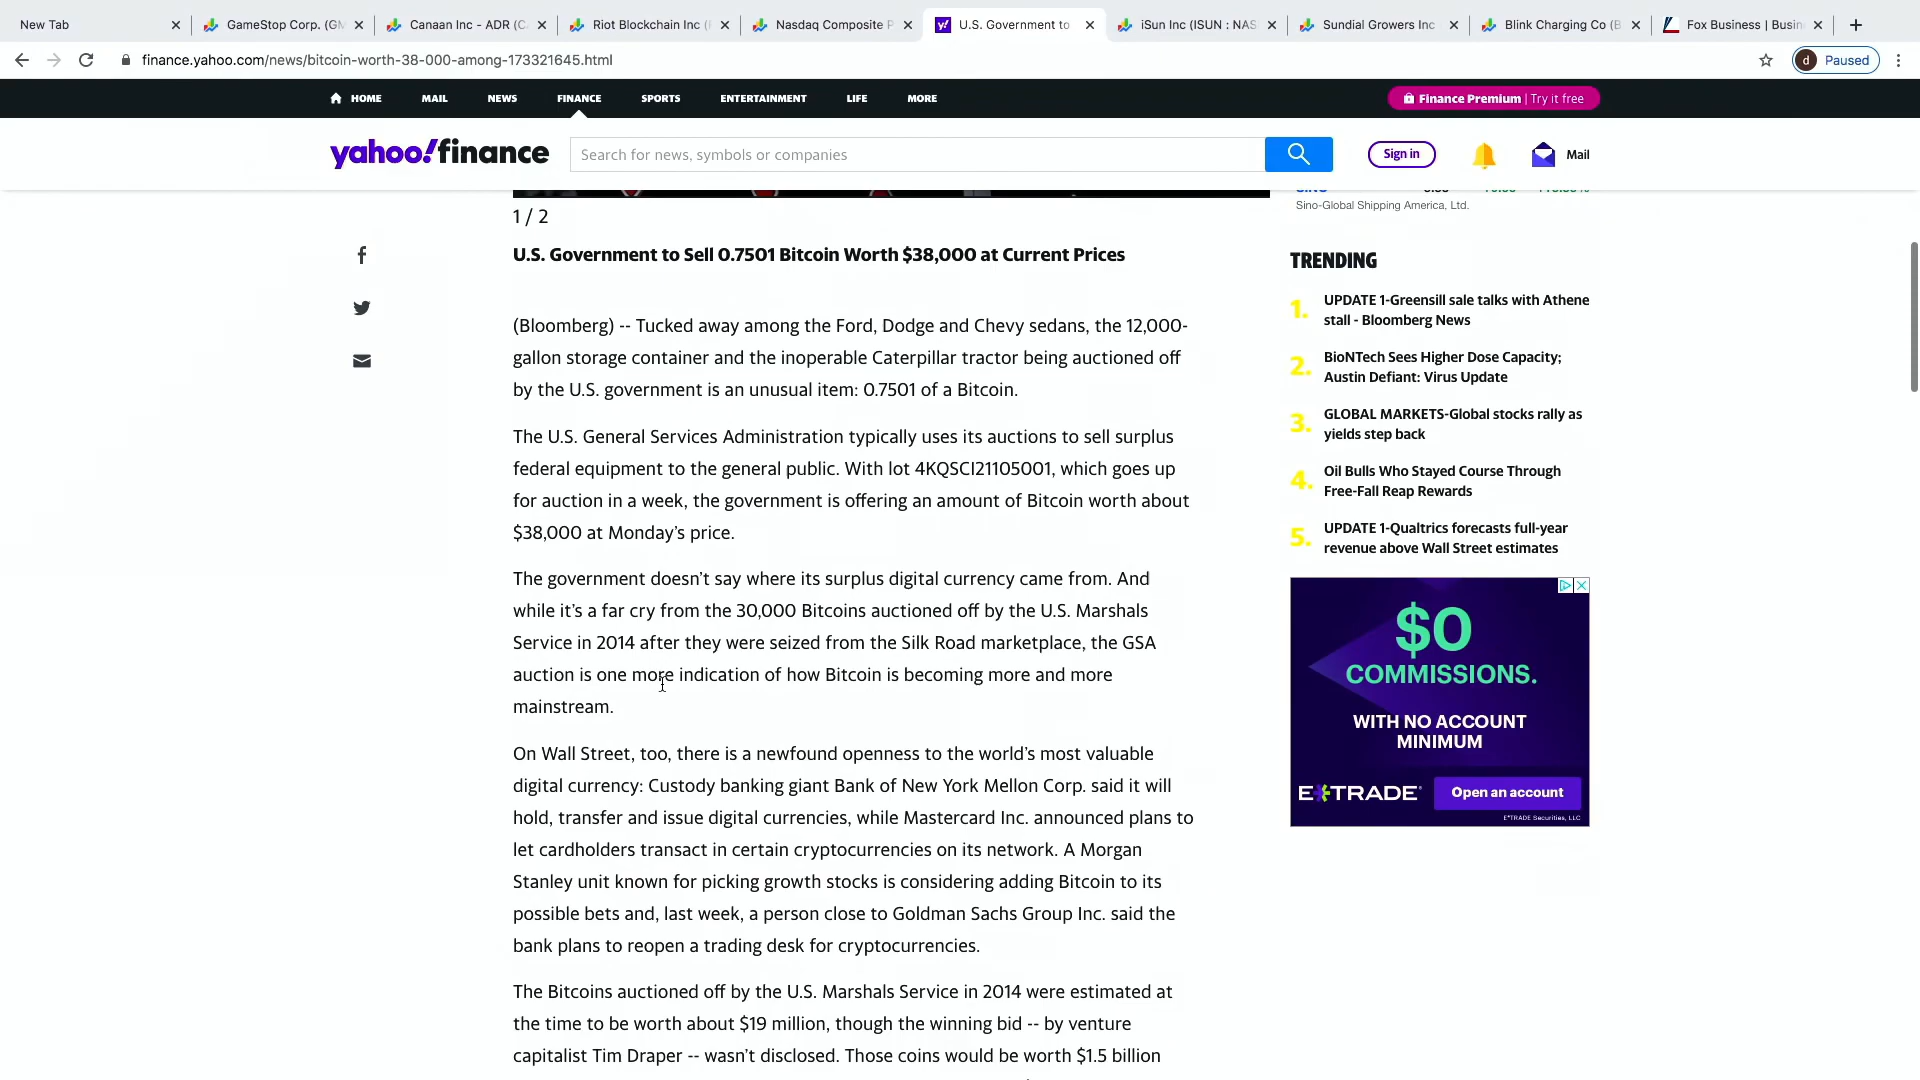 New Tab
GameStop Corp. (GM
Canaan Inc - ADR (C
Riot Blockchain Inc (
Nasdaq Composite P
U.S. Government to
iSun Inc (ISUN : NAS
Sundial Growers Inc
Blink Charging Co (B
Fox Business | Busin
finance.yahoo.com/news/bitcoin-worth-38-000-among-173321645.html
d Paused
HOME MAIL NEWS FINANCE SPORTS ENTERTAINMENT LIFE MORE
Finance Premium | Try it free
yahoo!finance
Search for news, symbols or companies
Sign in
Mail
Sino-Global Shipping America, Ltd.
1 / 2
U.S. Government to Sell 0.7501 Bitcoin Worth $38,000 at Current Prices
(Bloomberg) -- Tucked away among the Ford, Dodge and Chevy sedans, the 12,000-
gallon storage container and the inoperable Caterpillar tractor being auctioned off
by the U.S. government is an unusual item: 0.7501 of a Bitcoin.
The U.S. General Services Administration typically uses its auctions to sell surplus
federal equipment to the general public. With lot 4KQSCI21105001, which goes up
for auction in a week, the government is offering an amount of Bitcoin worth about
$38,000 at Monday’s price.
The government doesn’t say where its surplus digital currency came from. And
while it’s a far cry from the 30,000 Bitcoins auctioned off by the U.S. Marshals
Service in 2014 after they were seized from the Silk Road marketplace, the GSA
auction is one more indication of how Bitcoin is becoming more and more
mainstream.
On Wall Street, too, there is a newfound openness to the world’s most valuable
digital currency: Custody banking giant Bank of New York Mellon Corp. said it will
hold, transfer and issue digital currencies, while Mastercard Inc. announced plans to
let cardholders transact in certain cryptocurrencies on its network. A Morgan
Stanley unit known for picking growth stocks is considering adding Bitcoin to its
possible bets and, last week, a person close to Goldman Sachs Group Inc. said the
bank plans to reopen a trading desk for cryptocurrencies.
The Bitcoins auctioned off by the U.S. Marshals Service in 2014 were estimated at
the time to be worth about $19 million, though the winning bid -- by venture
capitalist Tim Draper -- wasn’t disclosed. Those coins would be worth $1.5 billion
TRENDING
1. UPDATE 1-Greensill sale talks with Athene
stall - Bloomberg News
2. BioNTech Sees Higher Dose Capacity;
Austin Defiant: Virus Update
3. GLOBAL MARKETS-Global stocks rally as
yields step back
4. Oil Bulls Who Stayed Course Through
Free-Fall Reap Rewards
5. UPDATE 1-Qualtrics forecasts full-year
revenue above Wall Street estimates
$0
COMMISSIONS.
WITH NO ACCOUNT
MINIMUM
E*TRADE
Open an account
E*TRADE Securities, LLC